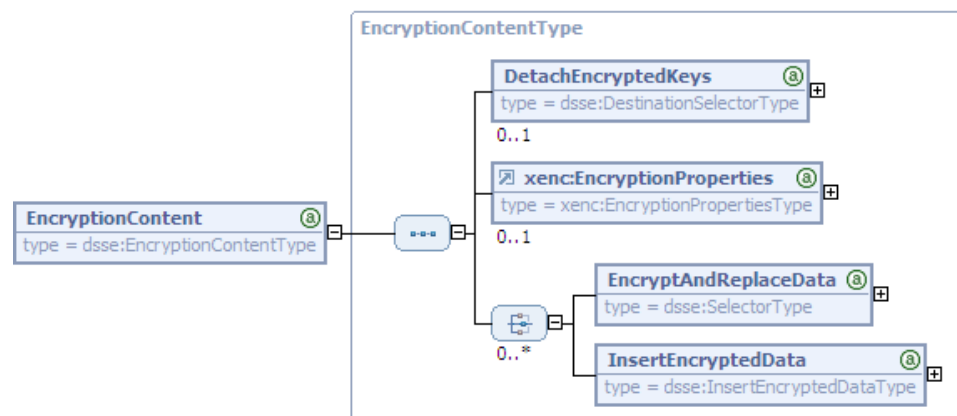 EncryptionContentType
DetachEncryptedKeys
type = dsse:DestinationSelectorType
0..1
xenc:EncryptionProperties
type = xenc:EncryptionPropertiesType
0..1
EncryptionContent
type = dsse:EncryptionContentType
EncryptAndReplaceData
type = dsse:SelectorType
0..*
InsertEncryptedData
type = dsse:InsertEncryptedDataType